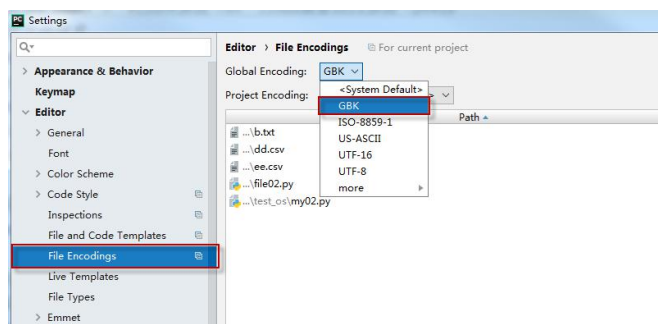 PC Settings
Editor › File Encodings For current project
> Appearance & Behavior
Keymap
Editor
> General
Font
> Color Scheme
> Code Style
Inspections
File and Code Templates
File Encodings
Live Templates
File Types
> Emmet
Global Encoding: GBK
Project Encoding:
<System Default>
GBK
ISO-8859-1
US-ASCII
UTF-16
UTF-8
more
Path
...\b.txt
...\dd.csv
...\ee.csv
...\file02.py
...\test_os\my02.py